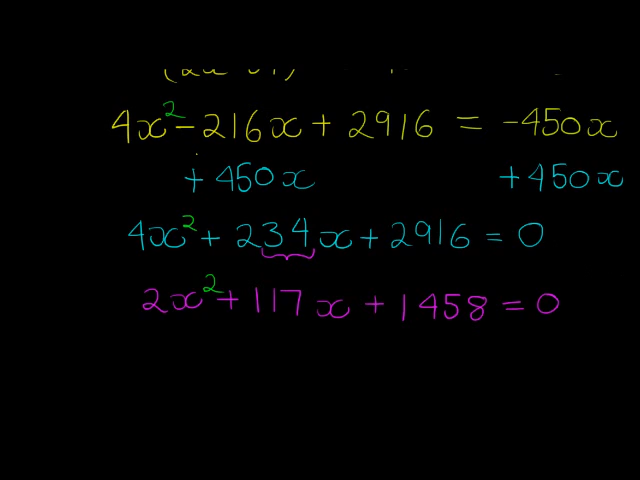 4x² - 216x + 2916 = -450x
+450x +450x
4x² + 234x + 2916 = 0
2x² + 117x + 1458 = 0